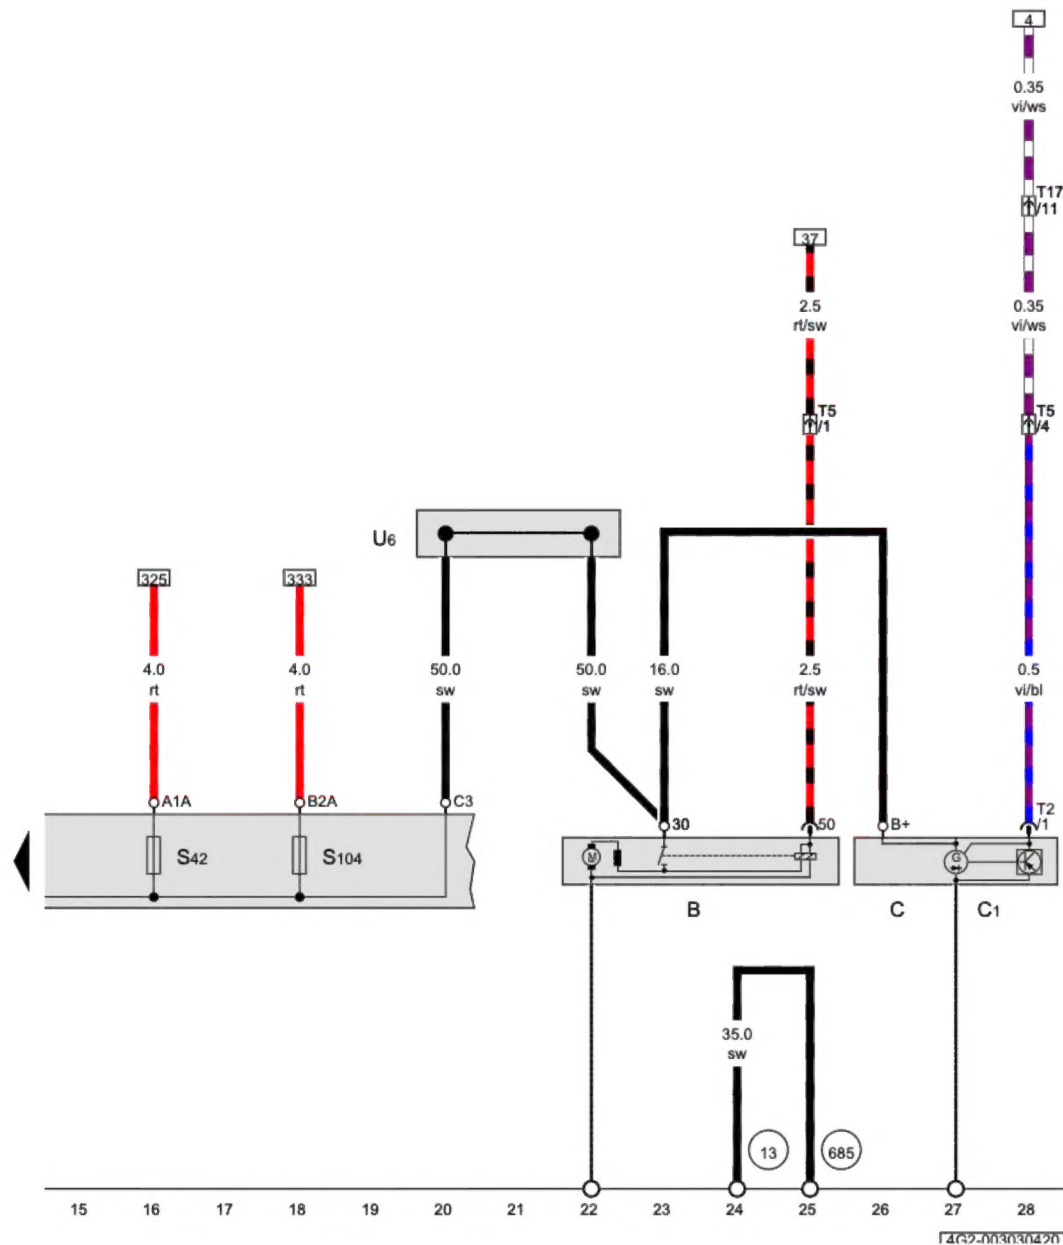 4
0.35
vi/ws
T17
/11
37
2.5
rt/sw
0.35
vi/ws
T5
/1
T5
/4
U6
325
333
4.0
rt
4.0
rt
50.0
sw
50.0
sw
16.0
sw
2.5
rt/sw
0.5
vi/bl
A1A
B2A
C3
30
50
B+
T2
/1
S42
S104
M
G
B
C
C1
35.0
sw
13
685
15
16
17
18
19
20
21
22
23
24
25
26
27
28
4G2-003030420